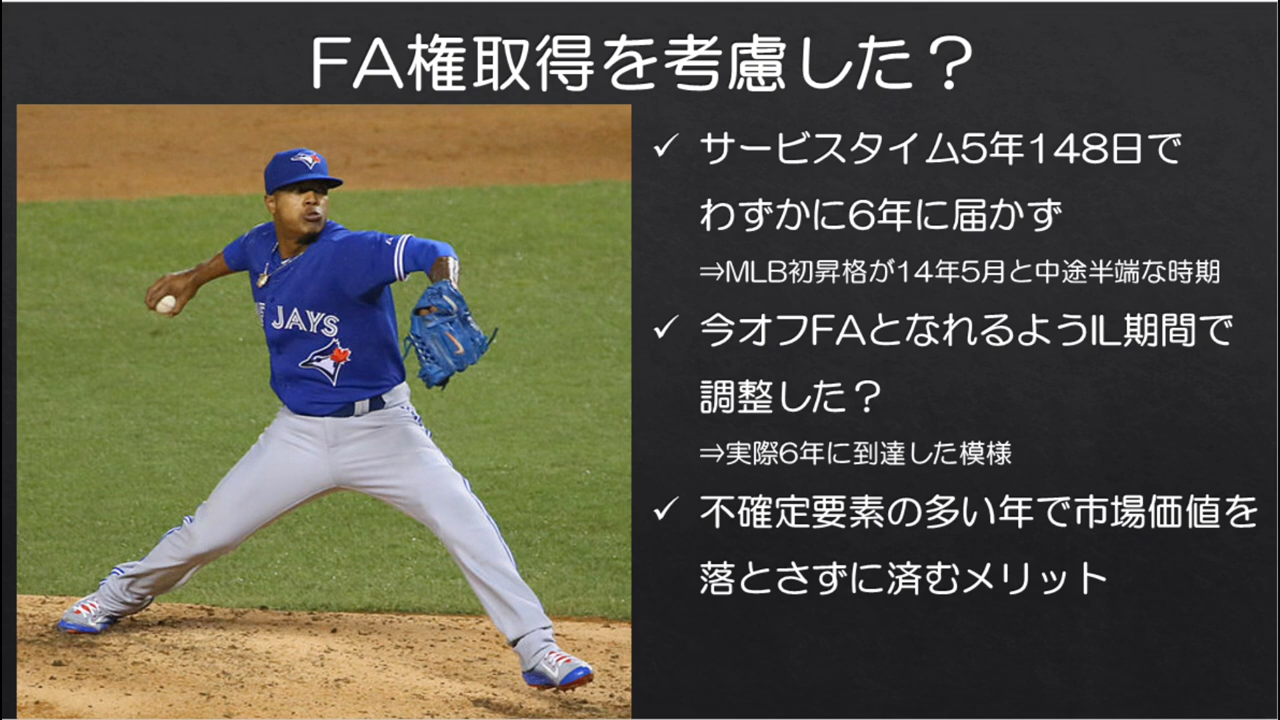 FA権取得を考慮した？
✓ サービスタイム5年148日で
わずかに6年に届かず
⇒MLB初昇格が14年5月と中途半端な時期
✓ 今オフFAとなれるようIL期間で
調整した？
⇒実際6年に到達した模様
✓ 不確定要素の多い年で市場価値を
落とさずに済むメリット
JAYS